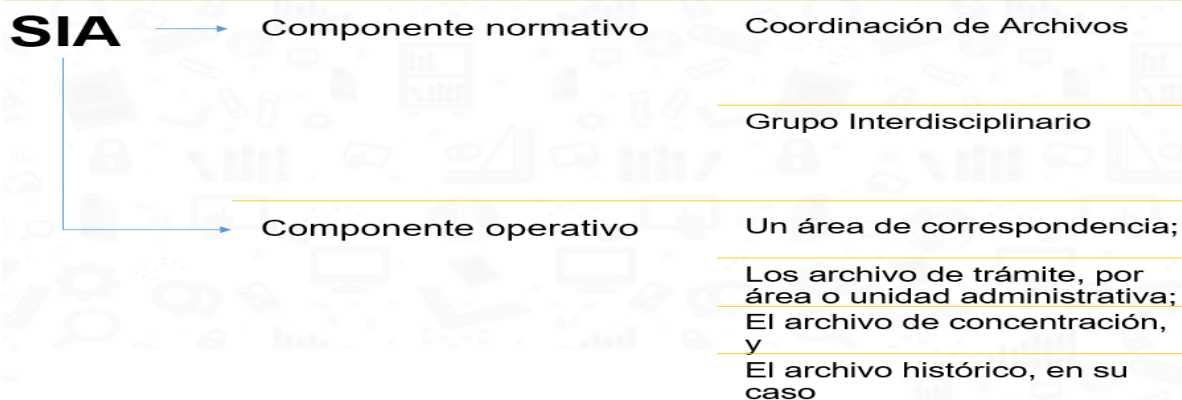 SIA
Componente normativo
Coordinación de Archivos
Grupo Interdisciplinario
Componente operativo
Un área de correspondencia;
Los archivo de trámite, por
área o unidad administrativa;
El archivo de concentración,
y
El archivo histórico, en su
caso